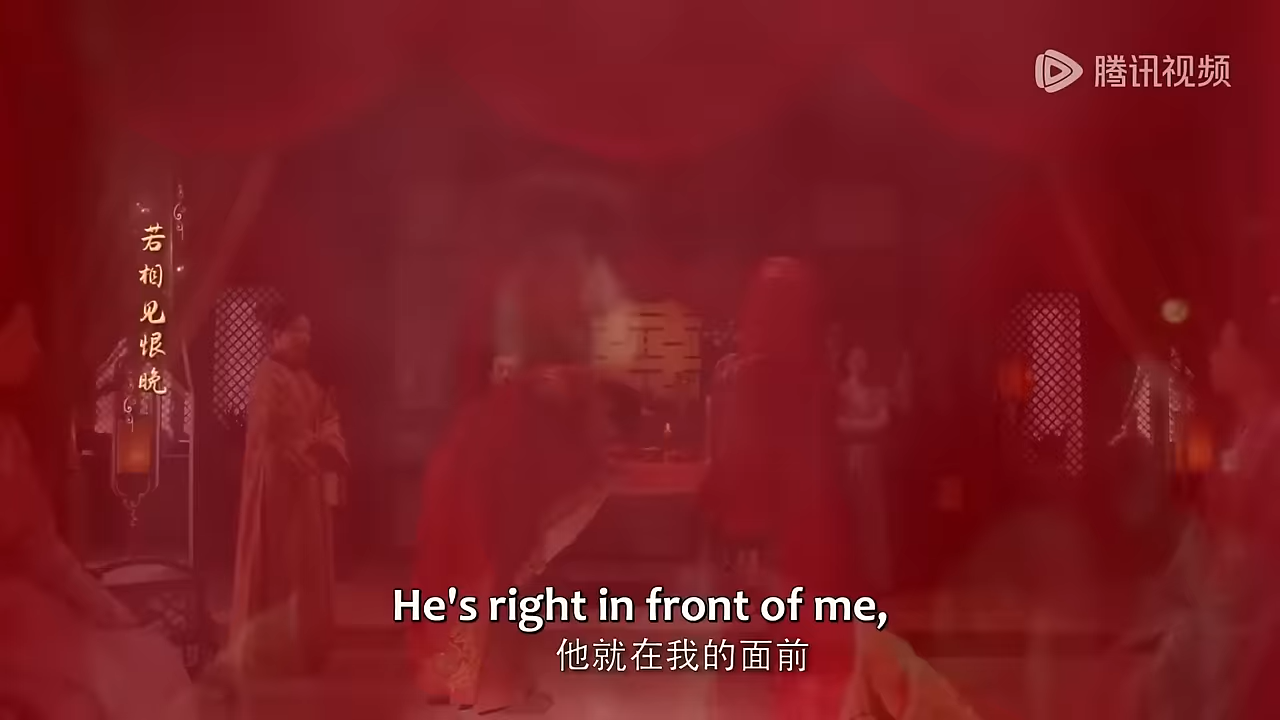 腾讯视频
若相见恨晚
囍
He's right in front of me,
他就在我的面前